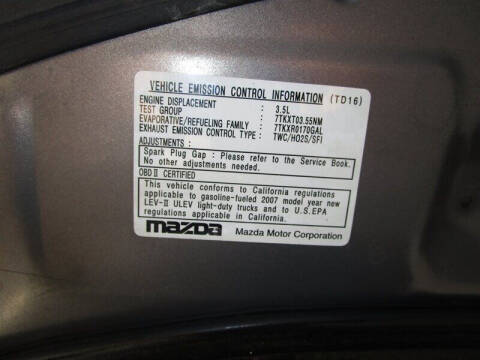 VEHICLE EMISSION CONTROL INFORMATION (TD16)
ENGINE DISPLACEMENT : 3.5L
TEST GROUP : 7TKXT03.55NM
EVAPORATIVE/REFUELING FAMILY : 7TKXR0170GAL
EXHAUST EMISSION CONTROL TYPE : TWC/HO2S/SFI
ADJUSTMENTS :
Spark Plug Gap : Please refer to the Service Book.
No other adjustments needed.
OBD II CERTIFIED
This vehicle conforms to California regulations
applicable to gasoline-fueled 2007 model year new
LEV-II ULEV light-duty trucks and to U.S.EPA
regulations applicable in California.
mazda Mazda Motor Corporation